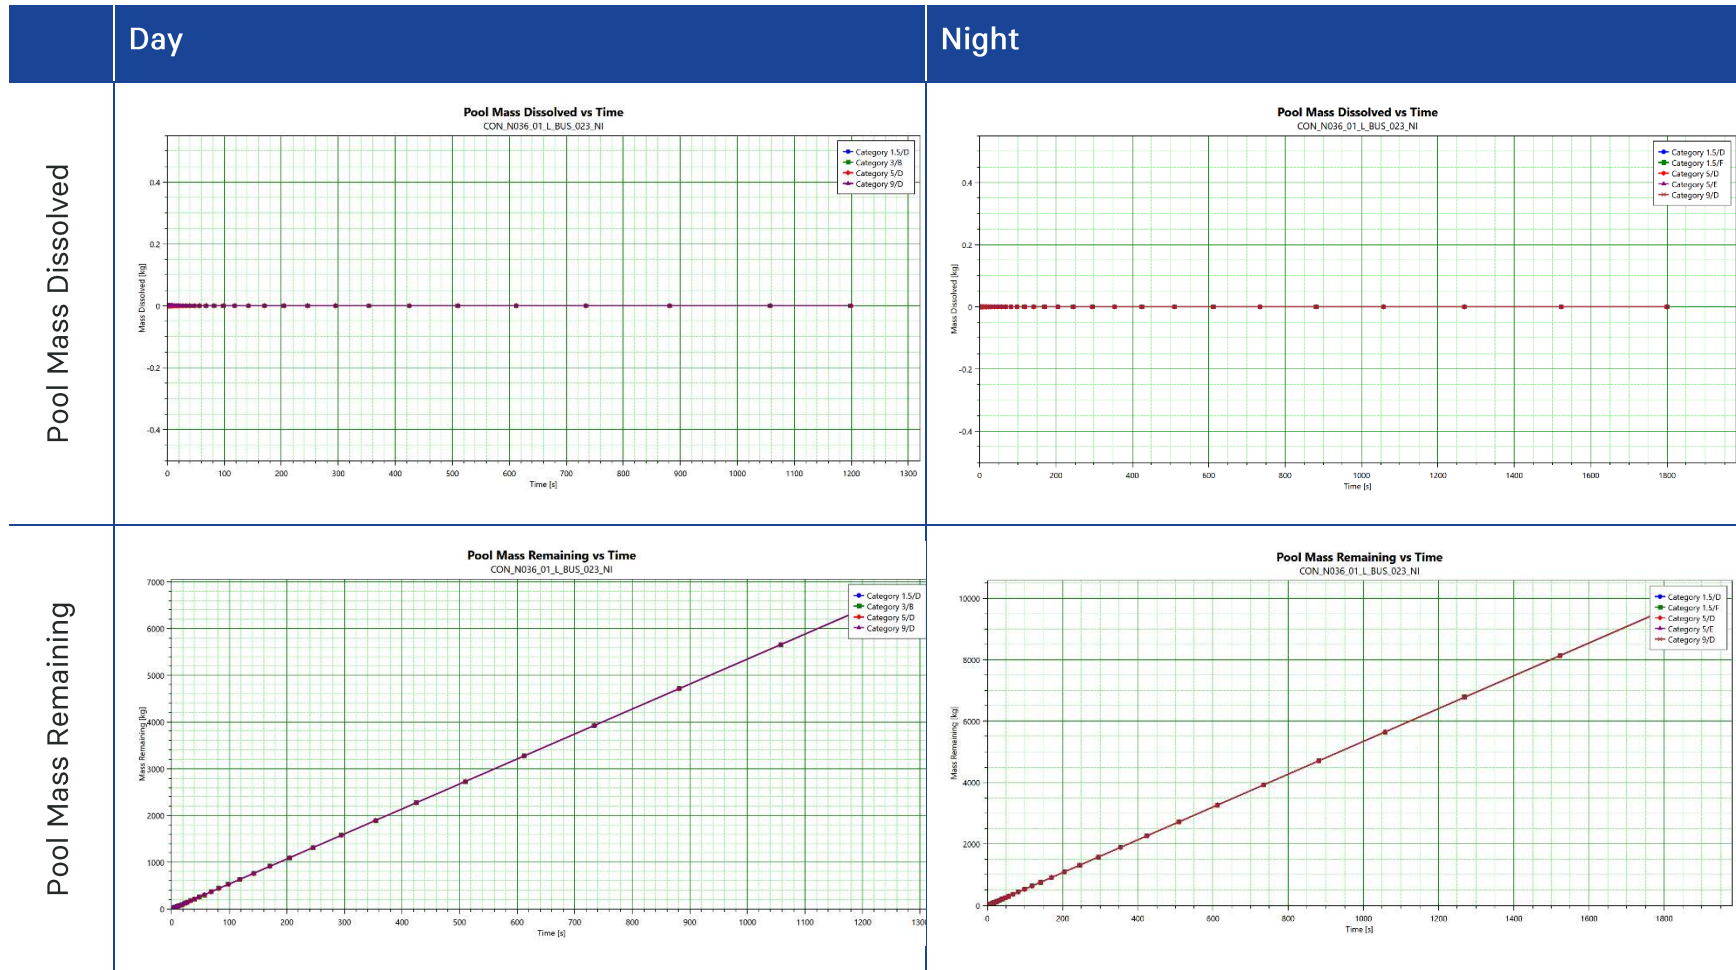 Day
Night
Pool Mass Dissolved
Pool Mass Dissolved vs Time
CON_N036_01_L_BUS_023_NI
Category 1.5/D
Category 3/B
Category 5/D
Category 9/D
Mass Dissolved [kg]
0.4
0.2
0
-0.2
-0.4
0 100 200 300 400 500 600 700 800 900 1000 1100 1200 1300
Time [s]
Pool Mass Dissolved vs Time
CON_N036_01_L_BUS_023_NI
Category 1.5/D
Category 1.5/F
Category 5/D
Category 5/E
Category 9/D
Mass Dissolved [kg]
0.4
0.2
0
-0.2
-0.4
0 200 400 600 800 1000 1200 1400 1600 1800
Time [s]
Pool Mass Remaining
Pool Mass Remaining vs Time
CON_N036_01_L_BUS_023_NI
Category 1.5/D
Category 3/B
Category 5/D
Category 9/D
Mass Remaining [kg]
7000
6000
5000
4000
3000
2000
1000
0
0 100 200 300 400 500 600 700 800 900 1000 1100 1200 130
Time [s]
Pool Mass Remaining vs Time
CON_N036_01_L_BUS_023_NI
Category 1.5/D
Category 1.5/F
Category 5/D
Category 5/E
Category 9/D
Mass Remaining [kg]
10000
8000
6000
4000
2000
0
0 200 400 600 800 1000 1200 1400 1600 1800
Time [s]